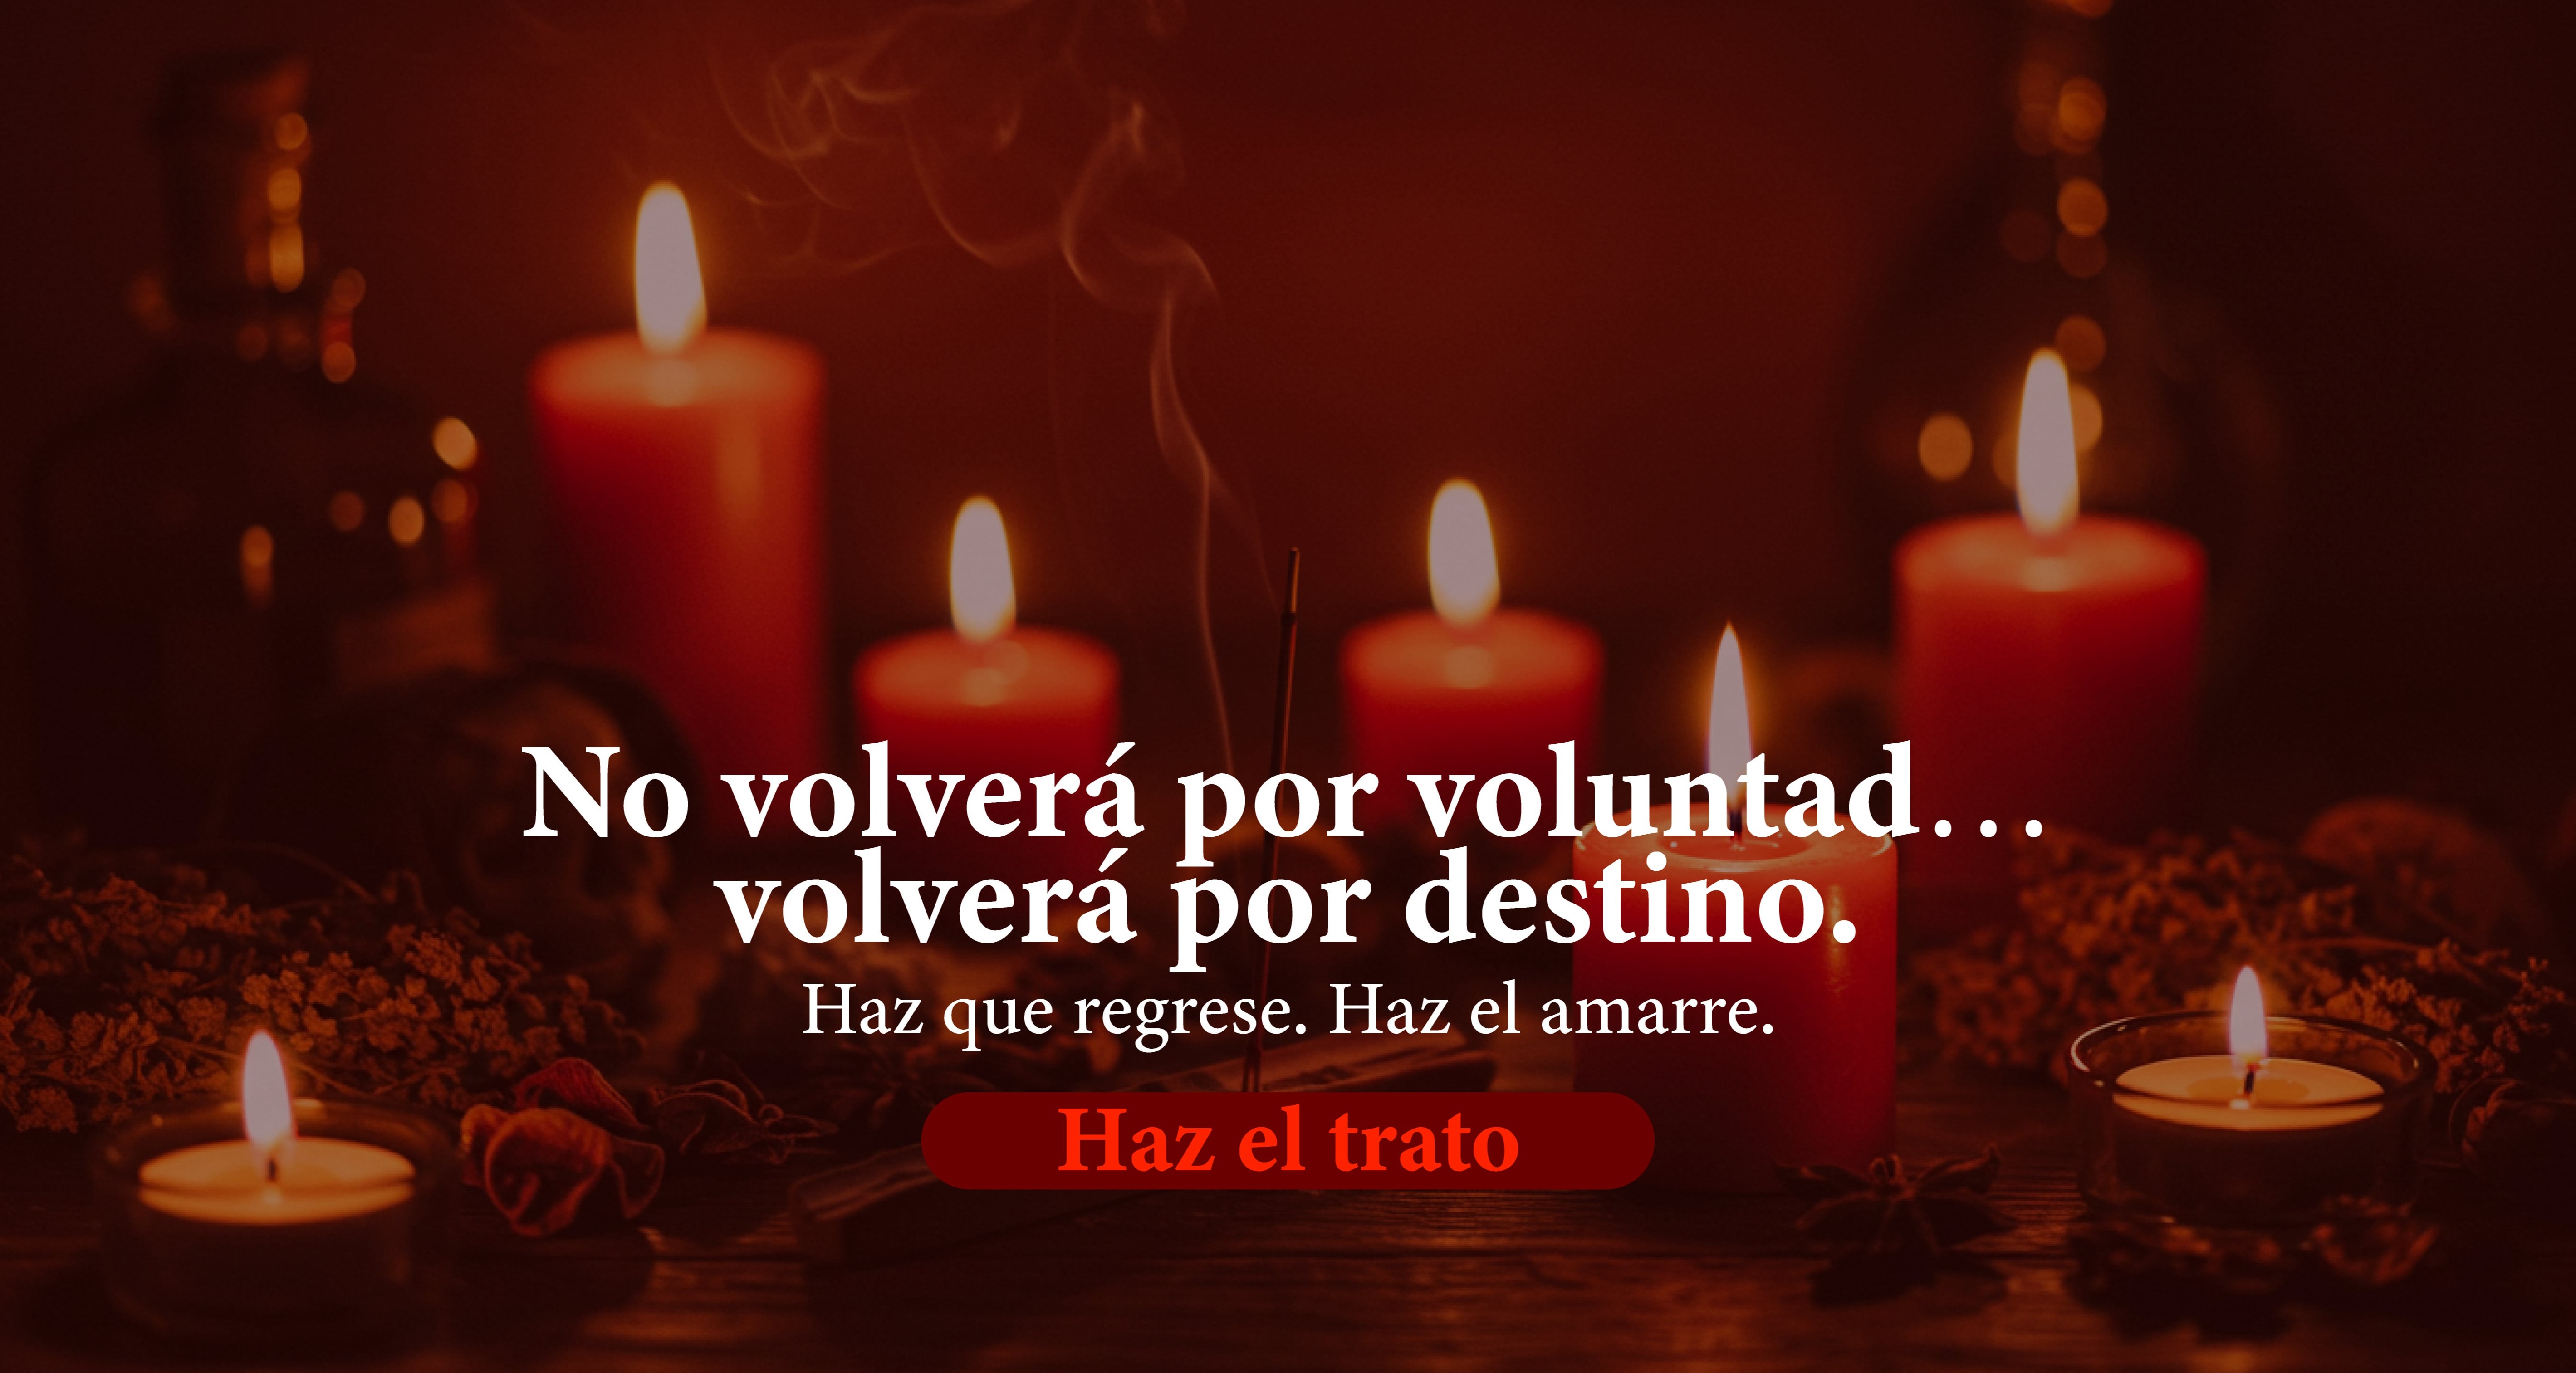 No volverá por voluntad…
volverá por destino.
Haz que regrese. Haz el amarre.
Haz el trato